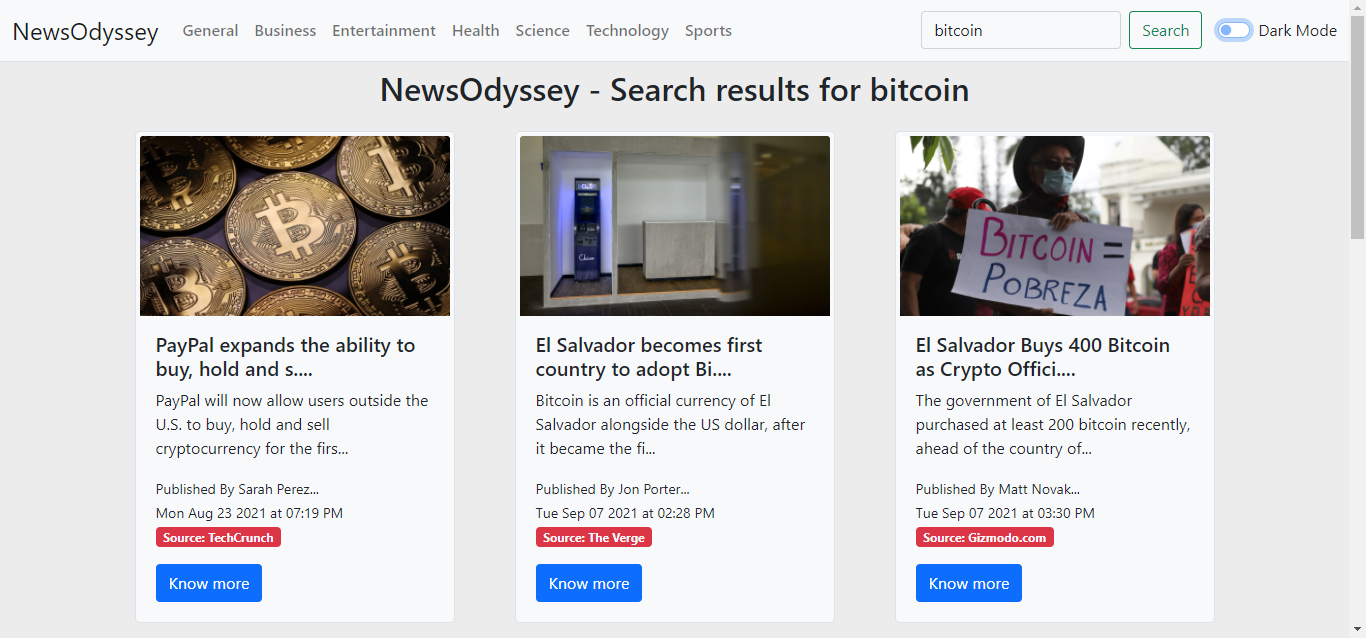 NewsOdyssey General Business Entertainment Health Science Technology Sports bitcoin Search Dark Mode
NewsOdyssey - Search results for bitcoin
BITCOIN =
POBREZA
PayPal expands the ability to
buy, hold and s....
PayPal will now allow users outside the
U.S. to buy, hold and sell
cryptocurrency for the firs...
Published By Sarah Perez...
Mon Aug 23 2021 at 07:19 PM
Source: TechCrunch
Know more
El Salvador becomes first
country to adopt Bi....
Bitcoin is an official currency of El
Salvador alongside the US dollar, after
it became the fi...
Published By Jon Porter...
Tue Sep 07 2021 at 02:28 PM
Source: The Verge
Know more
El Salvador Buys 400 Bitcoin
as Crypto Offici....
The government of El Salvador
purchased at least 200 bitcoin recently,
ahead of the country of...
Published By Matt Novak...
Tue Sep 07 2021 at 03:30 PM
Source: Gizmodo.com
Know more